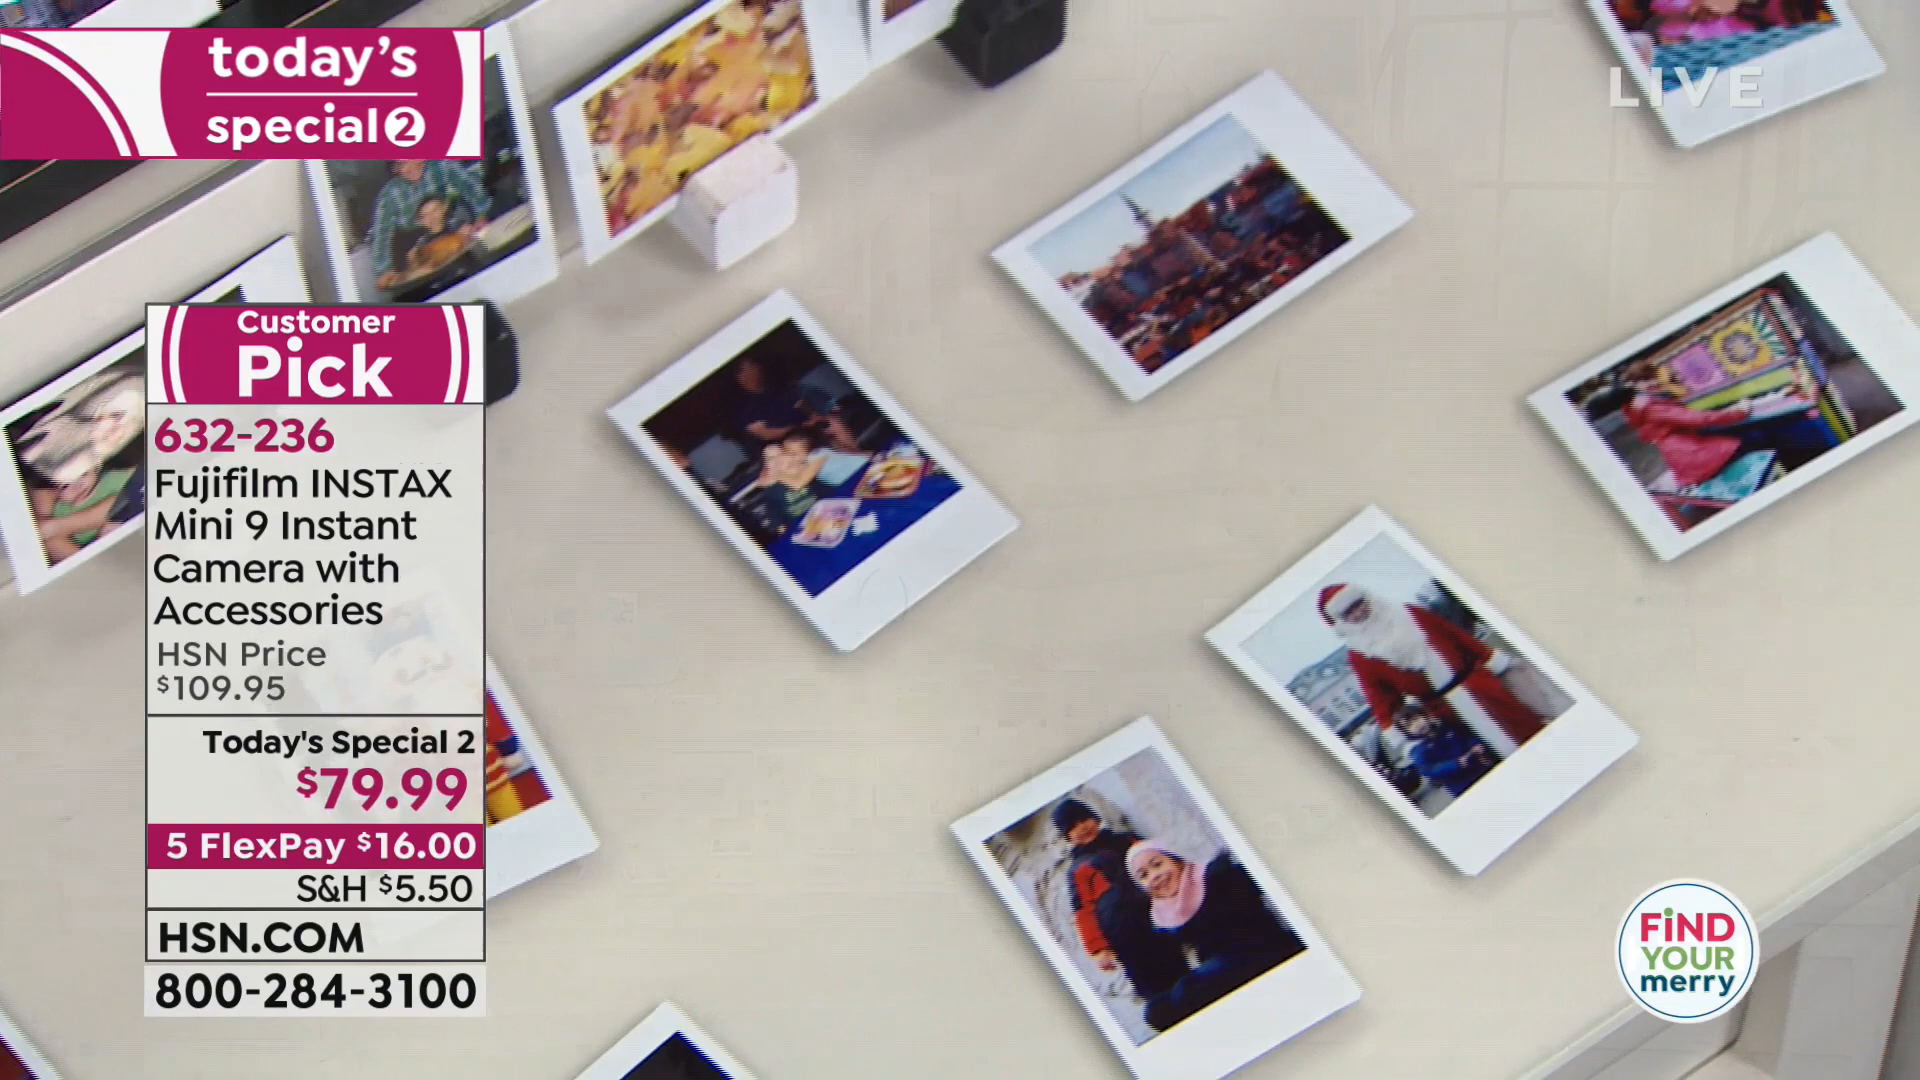 today's
special 2
LIVE
Customer
Pick
632-236
Fujifilm INSTAX
Mini 9 Instant
Camera with
Accessories
HSN Price
$109.95
Today's Special 2
$79.99
5 FlexPay $16.00
S&H $5.50
HSN.COM
800-284-3100
FiND
YOUR
merry